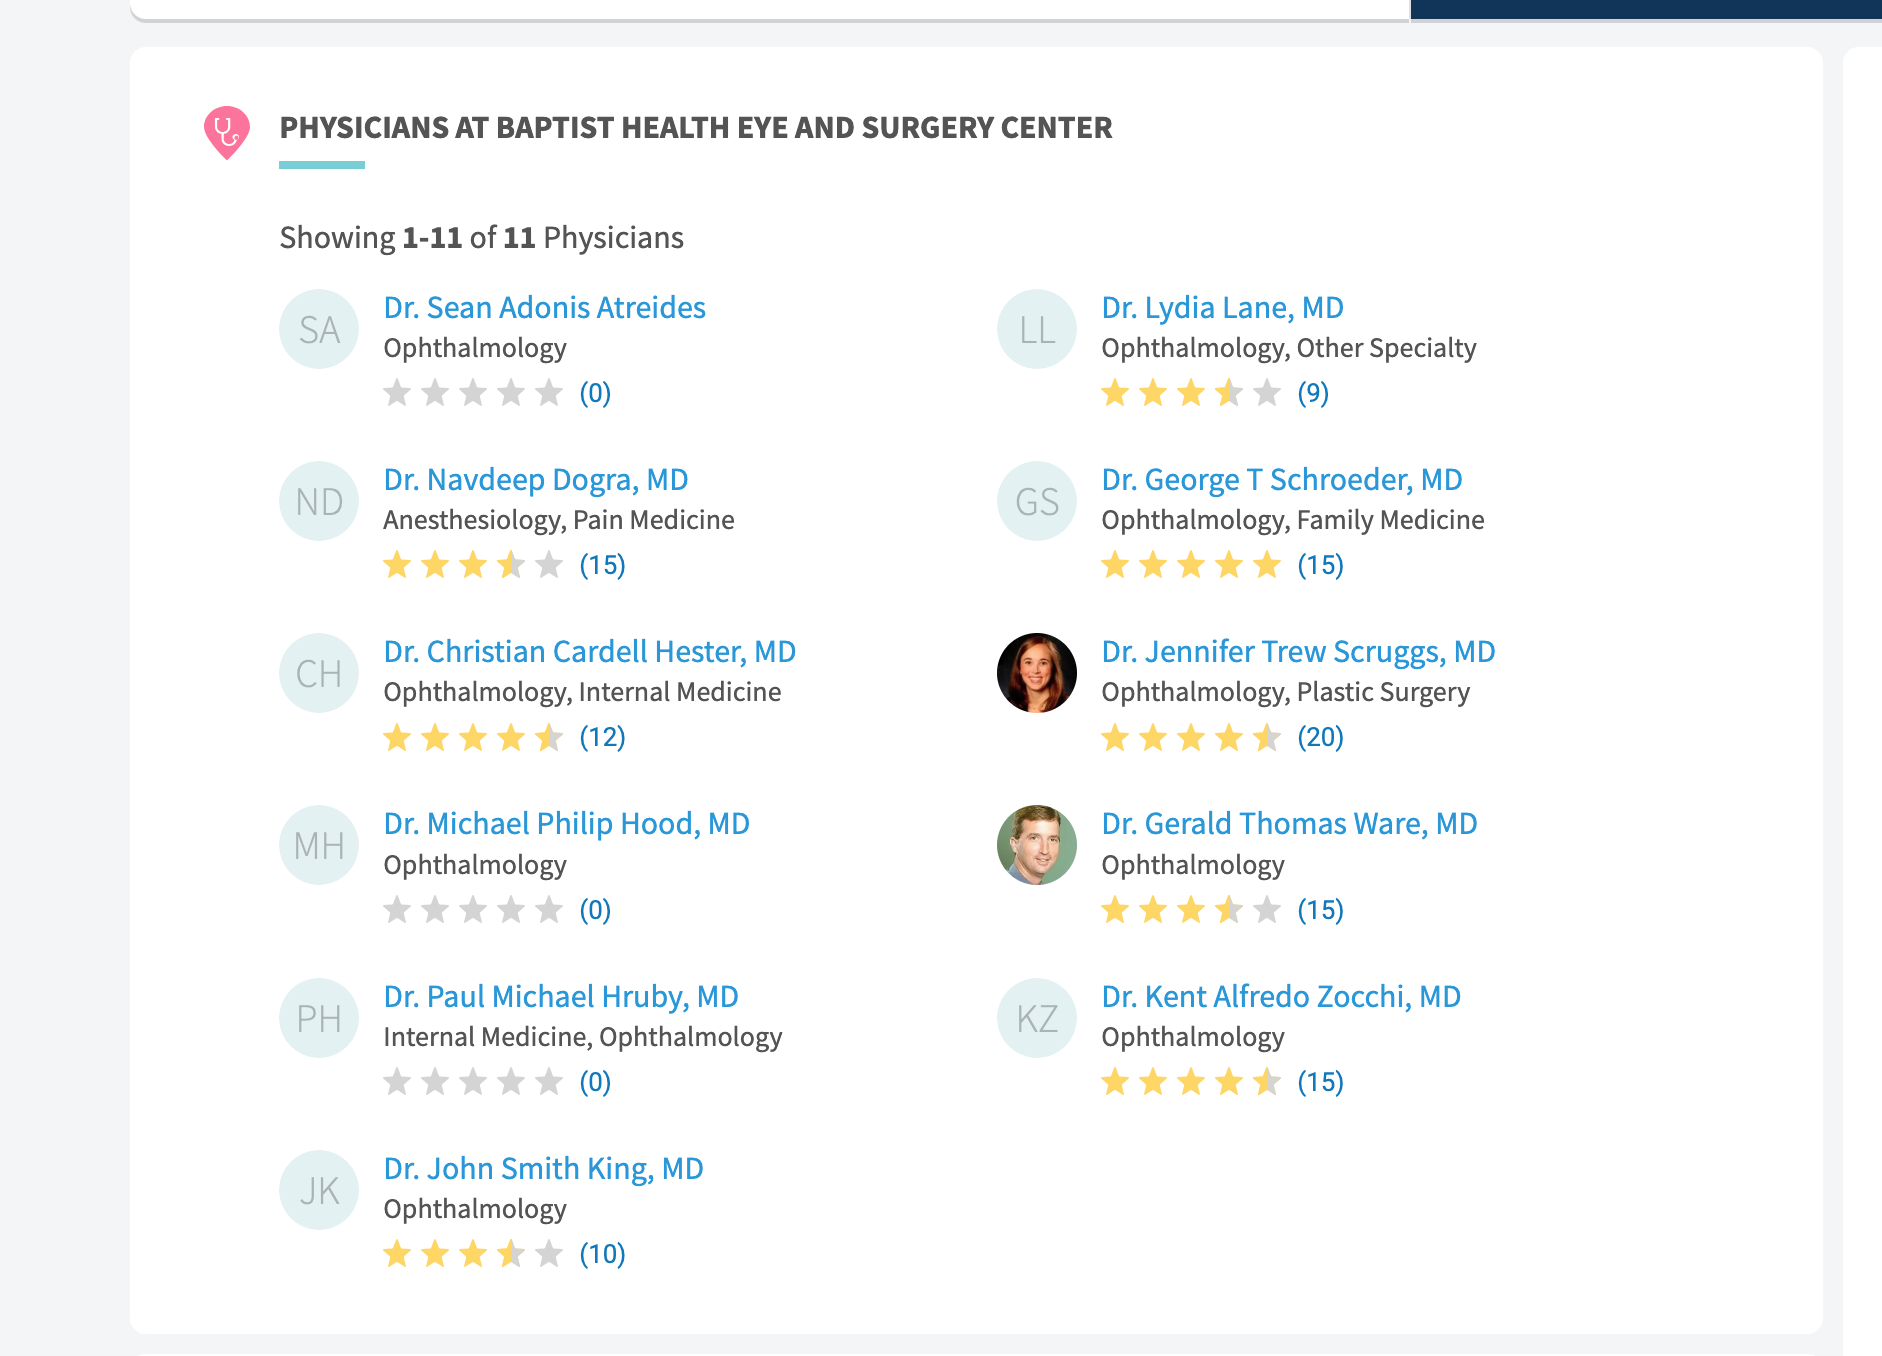 PHYSICIANS AT BAPTIST HEALTH EYE AND SURGERY CENTER
Showing 1-11 of 11 Physicians
SA
Dr. Sean Adonis Atreides
Ophthalmology
(0)
LL
Dr. Lydia Lane, MD
Ophthalmology, Other Specialty
(9)
ND
Dr. Navdeep Dogra, MD
Anesthesiology, Pain Medicine
(15)
GS
Dr. George T Schroeder, MD
Ophthalmology, Family Medicine
(15)
CH
Dr. Christian Cardell Hester, MD
Ophthalmology, Internal Medicine
(12)
Dr. Jennifer Trew Scruggs, MD
Ophthalmology, Plastic Surgery
(20)
MH
Dr. Michael Philip Hood, MD
Ophthalmology
(0)
Dr. Gerald Thomas Ware, MD
Ophthalmology
(15)
PH
Dr. Paul Michael Hruby, MD
Internal Medicine, Ophthalmology
(0)
KZ
Dr. Kent Alfredo Zocchi, MD
Ophthalmology
(15)
JK
Dr. John Smith King, MD
Ophthalmology
(10)